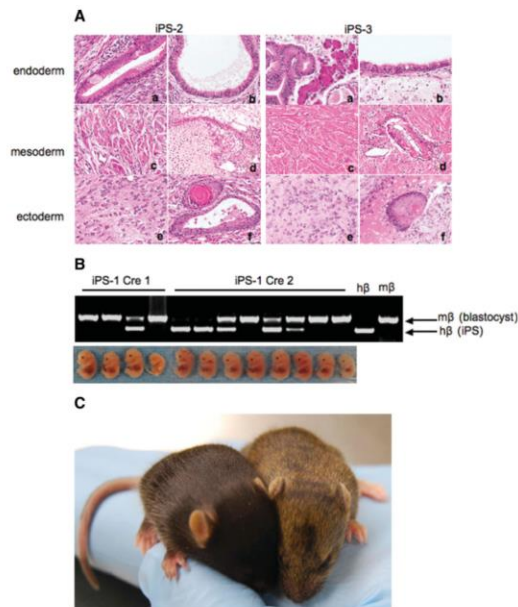 A
iPS-2 iPS-3
endoderm
a b a b
mesoderm
c d c d
ectoderm
e f e f
B
iPS-1 Cre 1 iPS-1 Cre 2 hβ mβ
mβ (blastocyst)
hβ (iPS)
C